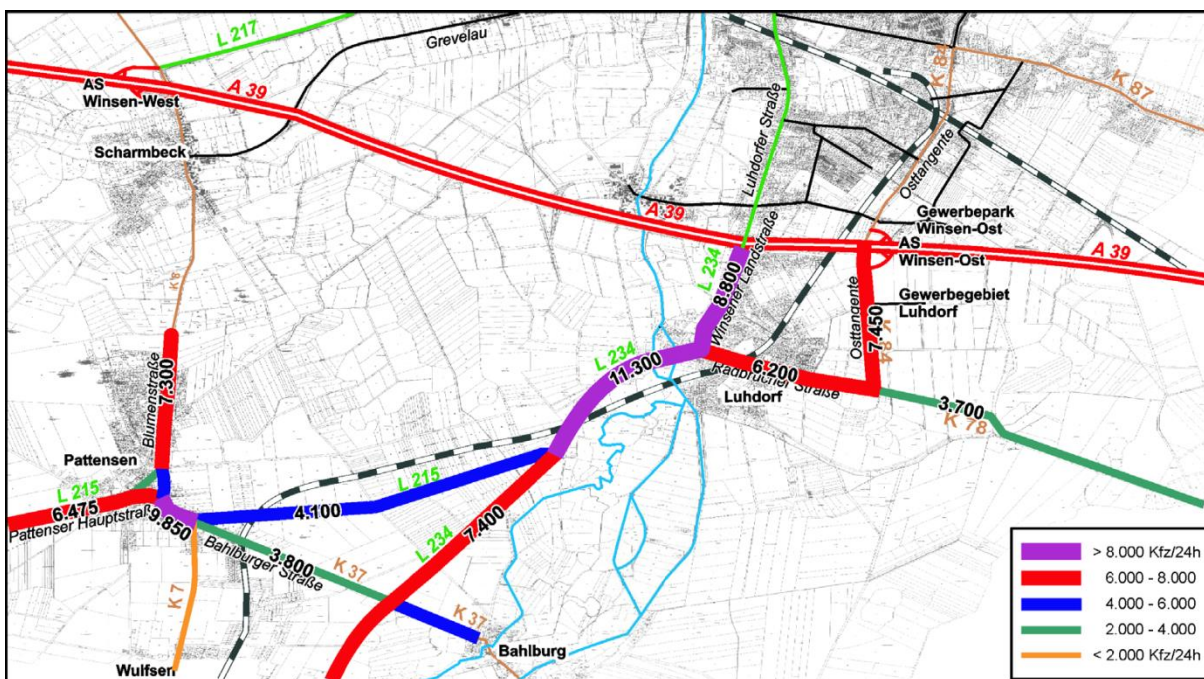 L 217
Grevelau
K 84
K 87
AS
Winsen-West
A 39
Scharmbeck
Luhdorfer Straße
Osttangente
Gewerbepark
Winsen-Ost
A 39
AS
Winsen-Ost
A 39
L 234
8.800
Winsener Landstraße
Gewerbegebiet
Luhdorf
K 8
Osttangente
7.450
K 84
L 234
11.300
6.200
Radbrucher Straße
Luhdorf
3.700
K 78
Blumenstraße
7.300
Pattensen
L 215
6.475
Pattenser Hauptstraß
9.850
L 215
4.100
L 234
7.400
Bahlburger Straße
3.800
K 37
K 7
K 37
Bahlburg
Wulfsen
> 8.000 Kfz/24h
6.000 - 8.000
4.000 - 6.000
2.000 - 4.000
< 2.000 Kfz/24h